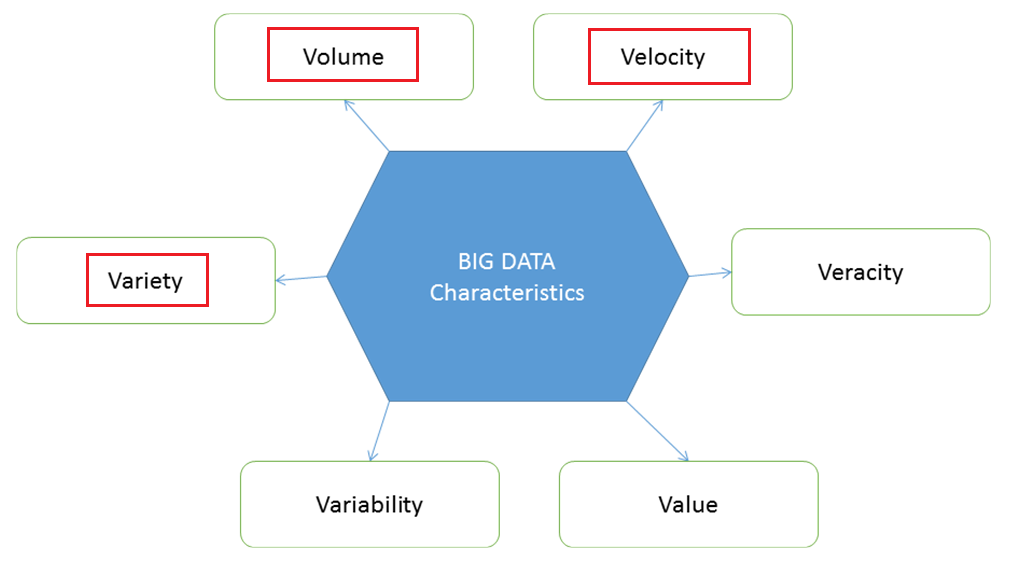 Volume
Velocity
Variety
BIG DATA
Characteristics
Veracity
Variability
Value